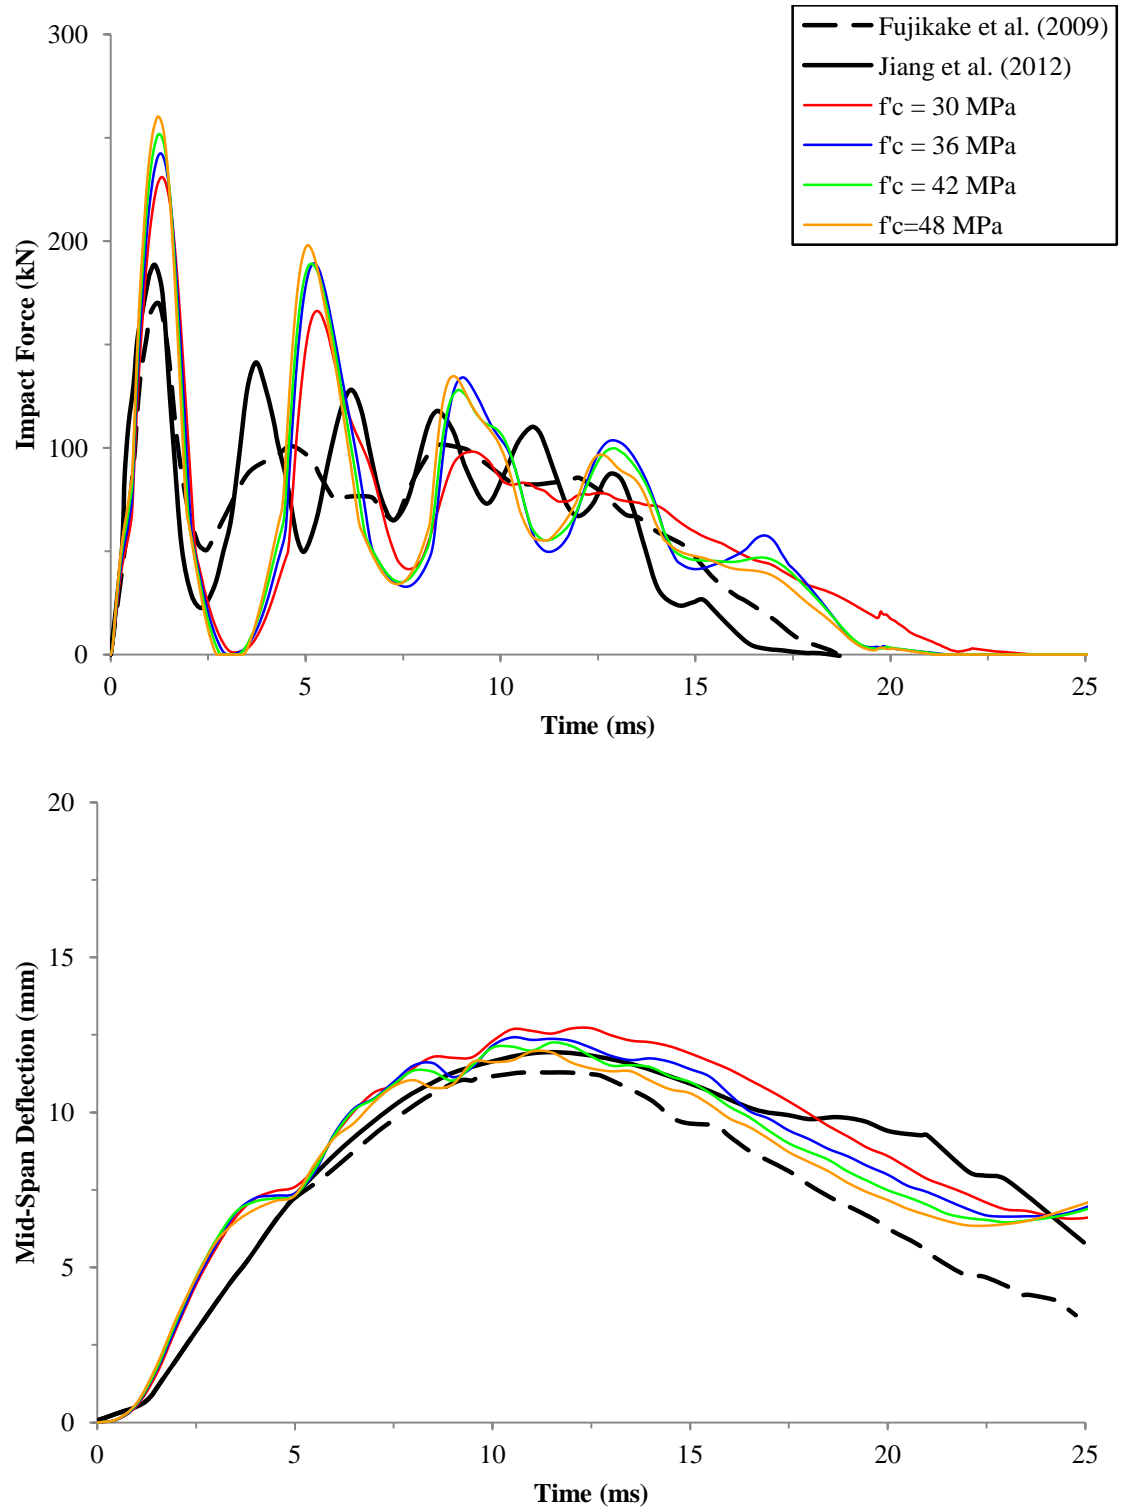 Fujikake et al. (2009)
Jiang et al. (2012)
f'c = 30 MPa
f'c = 36 MPa
f'c = 42 MPa
f'c=48 MPa
300
200
100
0
Impact Force (kN)
0 5 10 15 20 25
Time (ms)
20
15
10
5
0
Mid-Span Deflection (mm)
0 5 10 15 20 25
Time (ms)